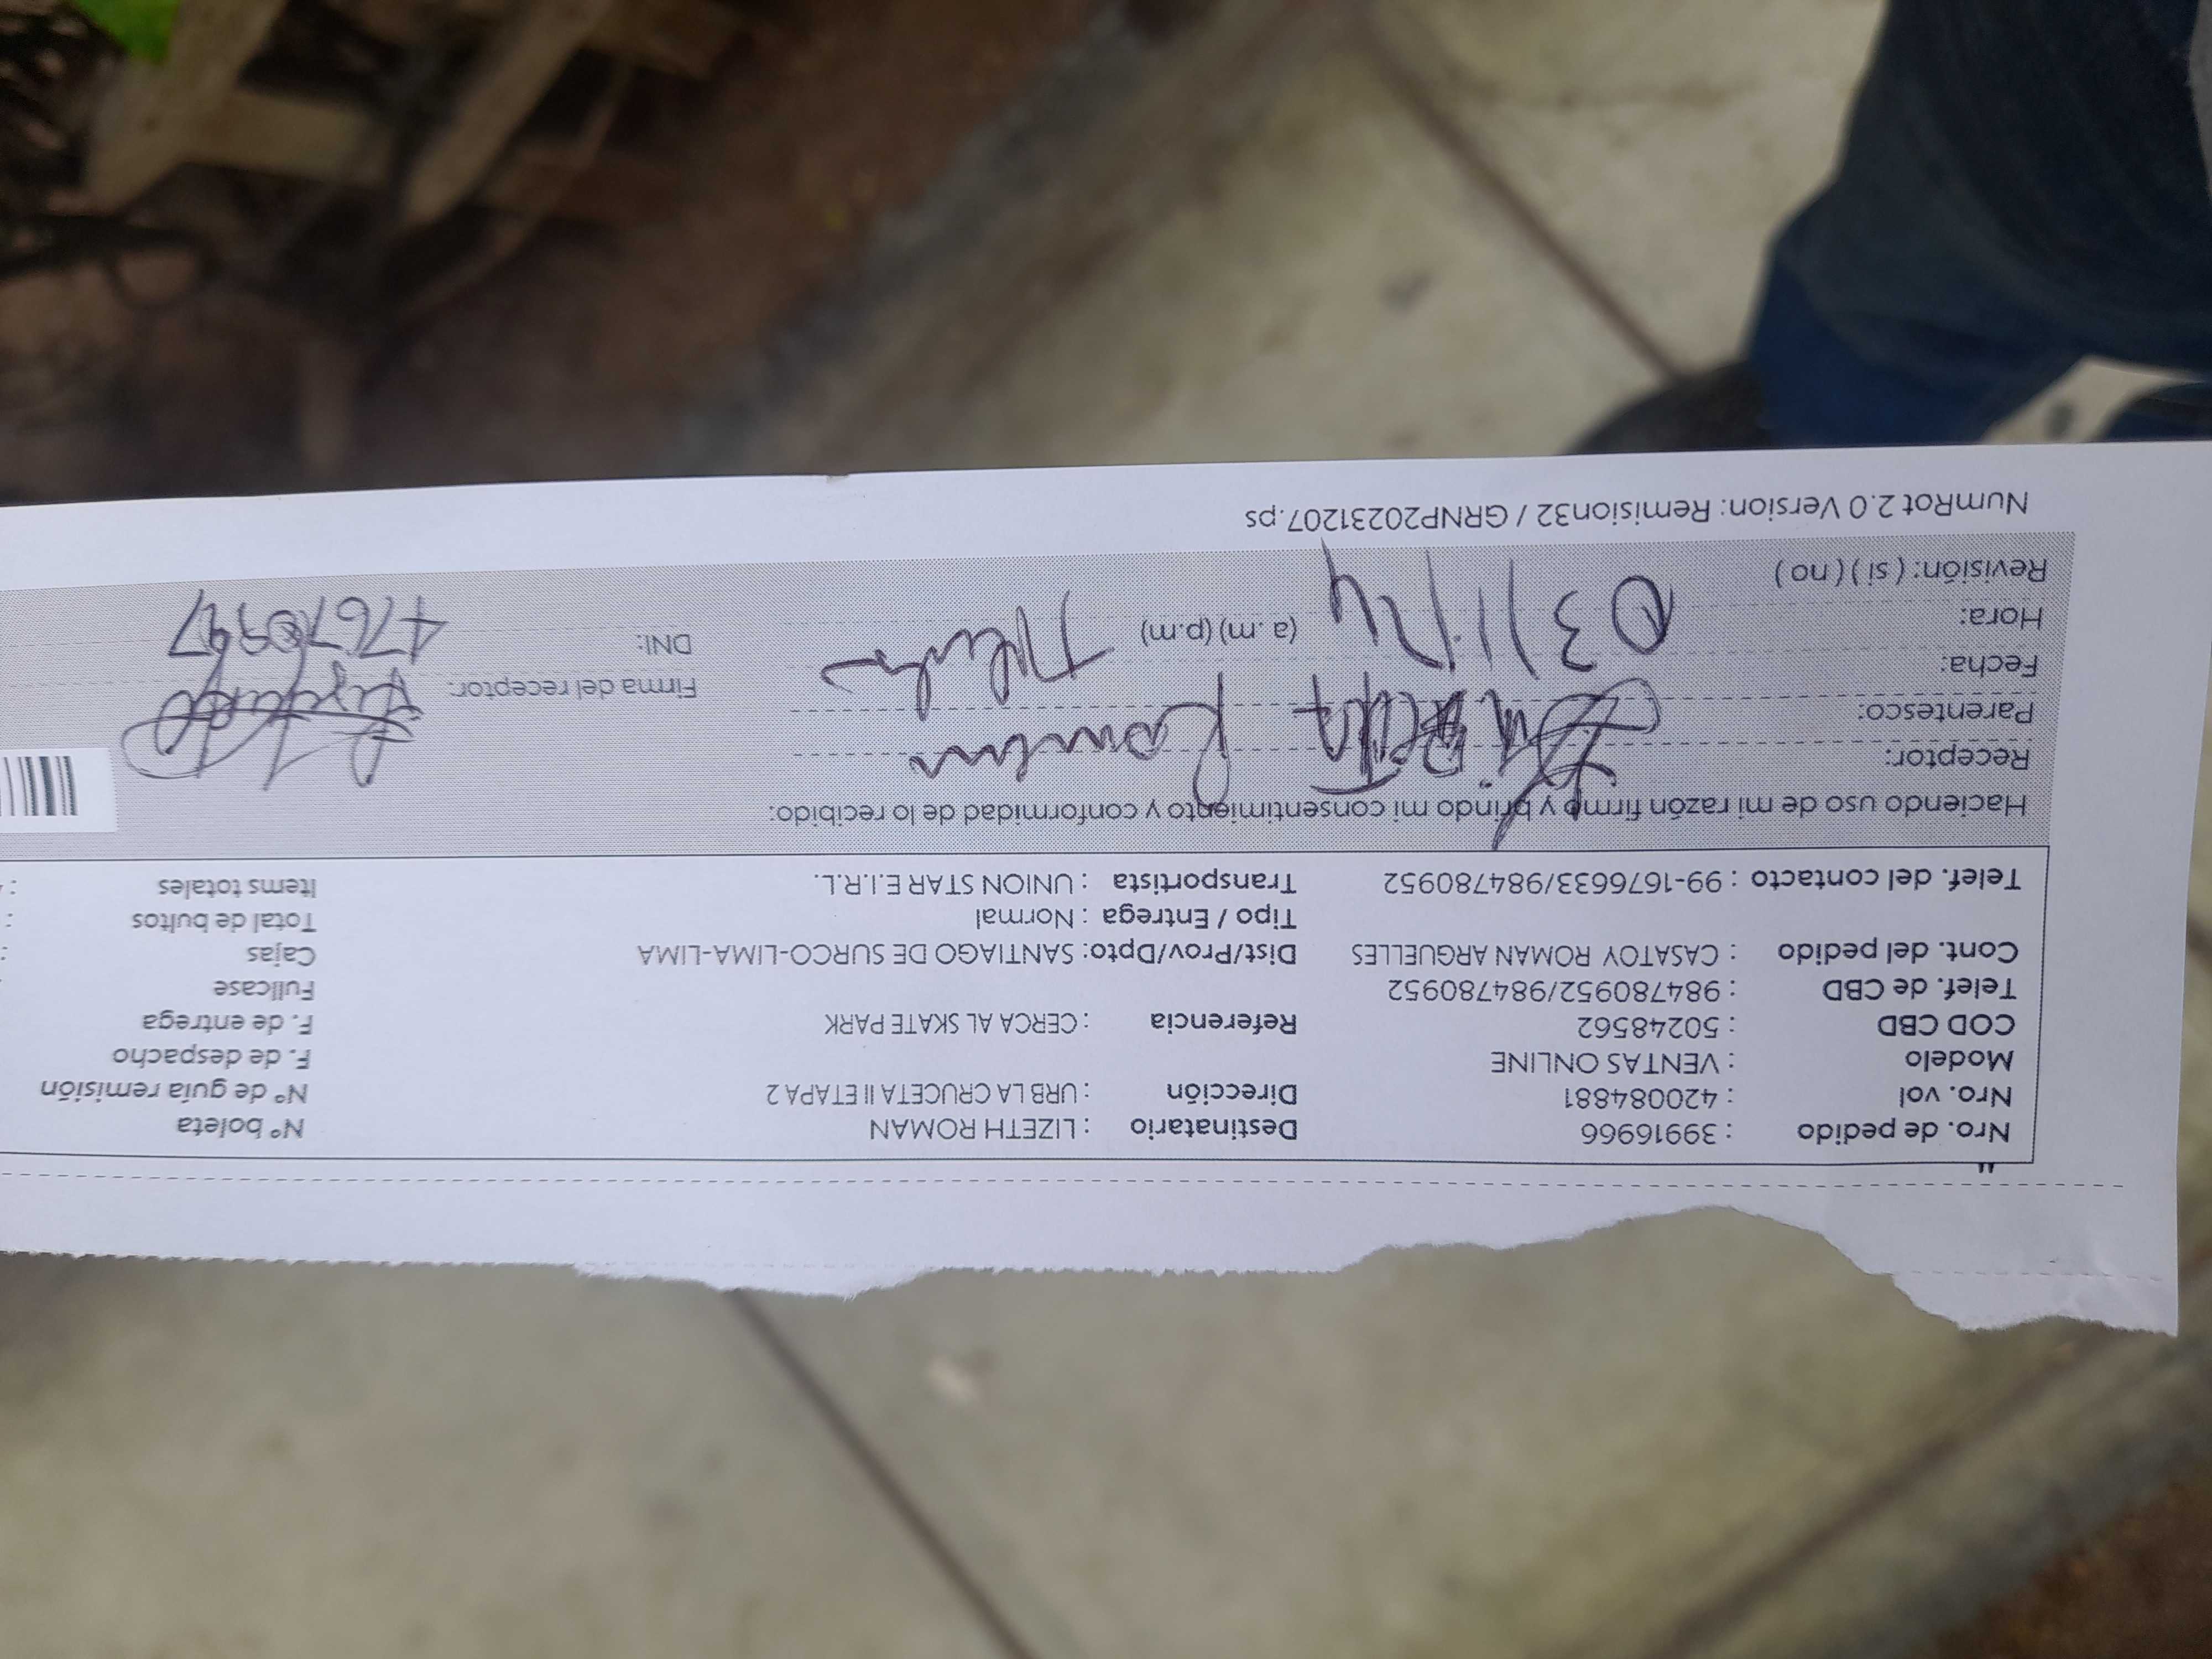 Nro. de pedido : 39916966 Destinatario : LIZETH ROMAN N° boleta
Nro. vol : 420084881 Dirección : URB LA CRUCETA II ETAPA 2 N° de guía remisión
Modelo : VENTAS ONLINE F. de despacho
COD CBD : 50248562 Referencia : CERCA AL SKATE PARK F. de entrega
Telef. de CBD : 984780952/984780952 Fullcase
Cont. del pedido : CASATOY ROMAN ARGUELLES Dist/Prov/Dpto: SANTIAGO DE SURCO-LIMA-LIMA Cajas
Tipo / Entrega : Normal Total de bultos :
Telef. del contacto : 99-1676633/984780952 Transportista : UNION STAR E.I.R.L. Items totales :
Haciendo uso de mi razón firmo y brindo mi consentimiento y conformidad de lo recibido:
Receptor:
Parentesco: Firma del receptor:
Fecha: 03/1/24
Hora: (a.m) (p.m) DNI: 47670997
Revisión: ( si ) ( no )
NumRot 2.0 Version: Remision32 / GRNP20231207.ps